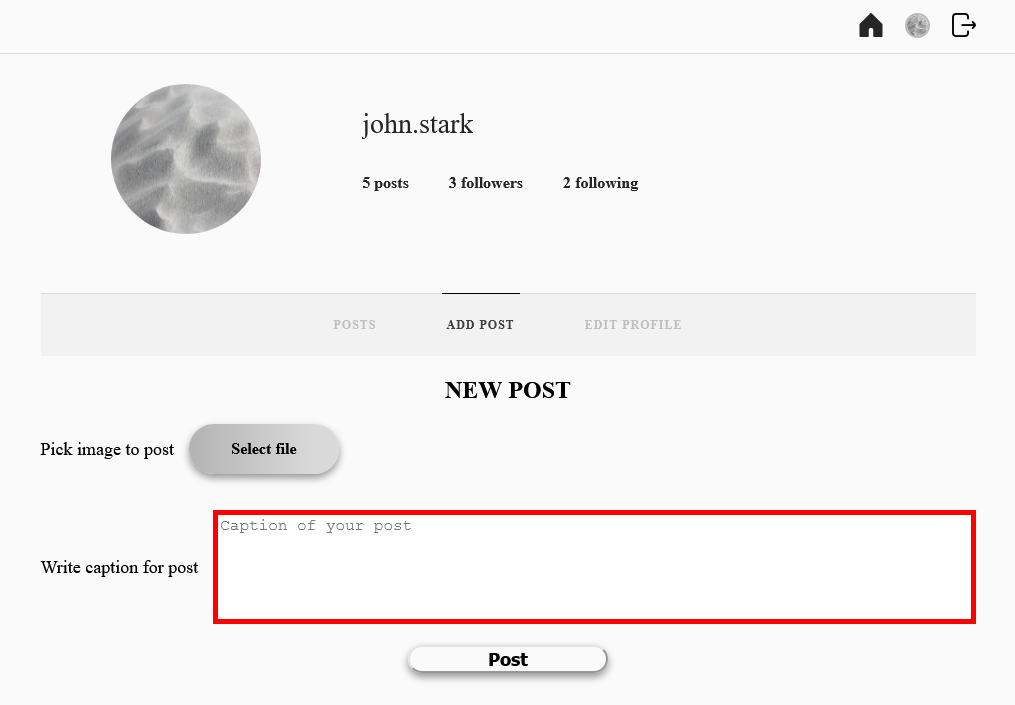 john.stark
5 posts 3 followers 2 following
POSTS ADD POST EDIT PROFILE
NEW POST
Pick image to post Select file
Caption of your post
Write caption for post
Post